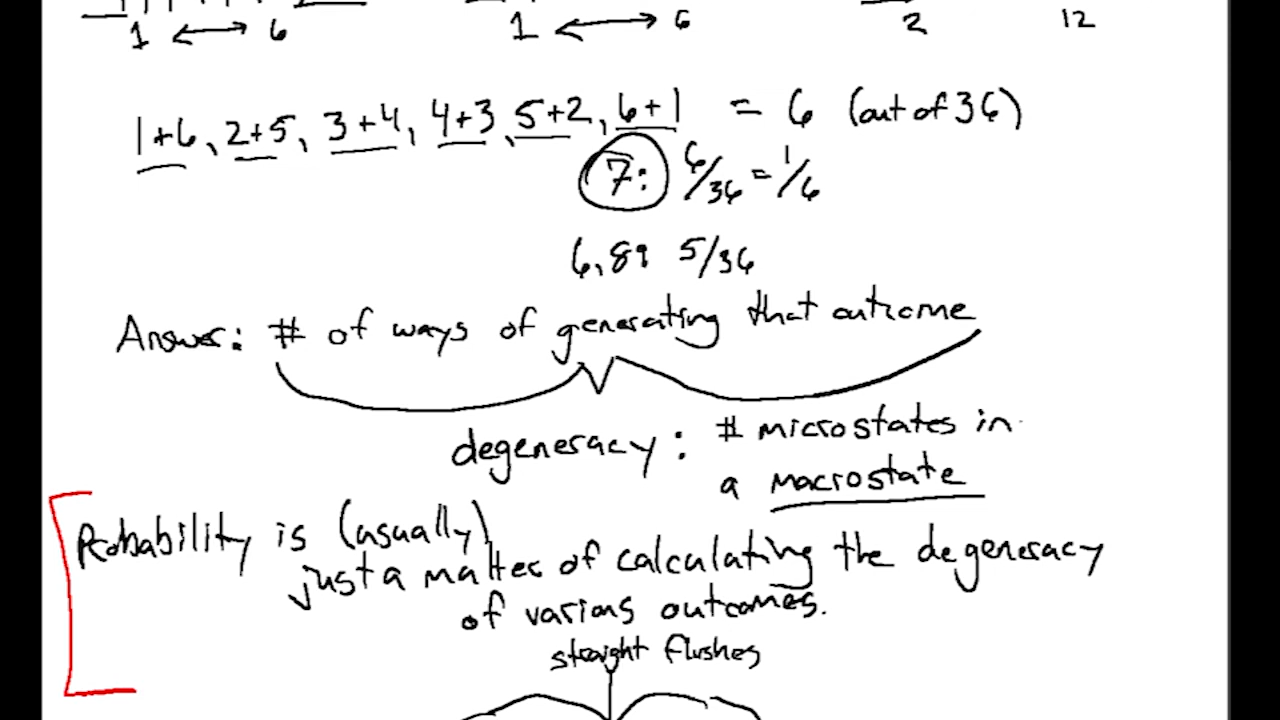 1 ↔ 6 1 ↔ 6 2 12
1+6, 2+5, 3+4, 4+3, 5+2, 6+1 = 6 (out of 36)
7: 6/36 = 1/6
6,8: 5/36
Answer: # of ways of generating that outcome
degeneracy: # microstates in
a macrostate
Probability is (usually)
just a matter of calculating the degeneracy
of various outcomes.
straight flushes